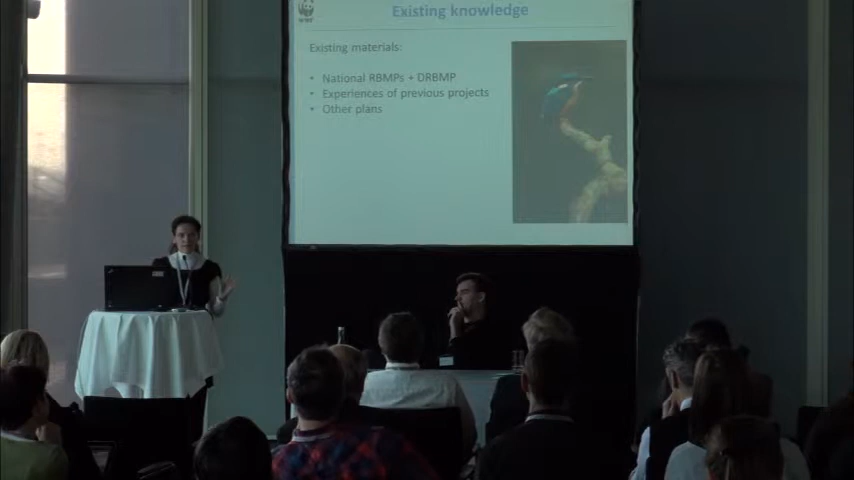 WWF
Existing knowledge
Existing materials:
• National RBMPs + DRBMP
• Experiences of previous projects
• Other plans